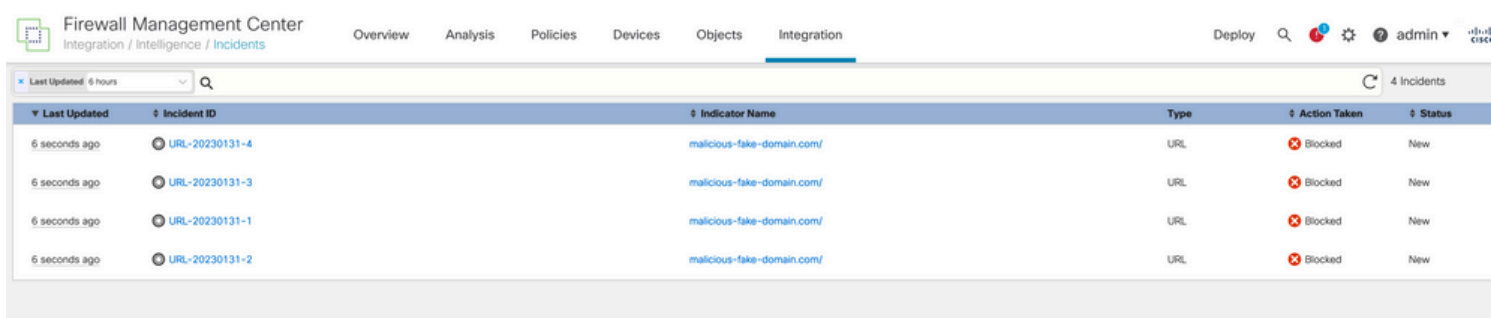 Firewall Management Center
Integration / Intelligence / Incidents
Overview Analysis Policies Devices Objects Integration
Deploy 1 ? admin
cisco
× Last Updated 6 hours
4 Incidents
Last Updated Incident ID Indicator Name Type Action Taken Status
6 seconds ago URL-20230131-4 malicious-fake-domain.com/ URL Blocked New
6 seconds ago URL-20230131-3 malicious-fake-domain.com/ URL Blocked New
6 seconds ago URL-20230131-1 malicious-fake-domain.com/ URL Blocked New
6 seconds ago URL-20230131-2 malicious-fake-domain.com/ URL Blocked New